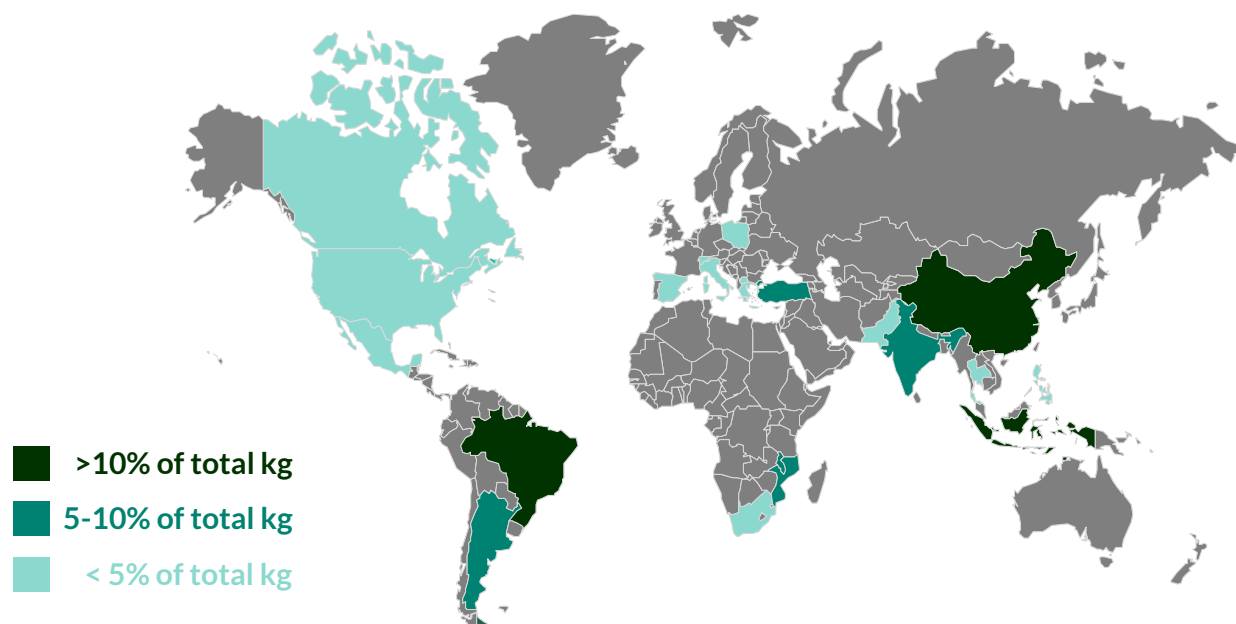 >10% of total kg
5-10% of total kg
< 5% of total kg